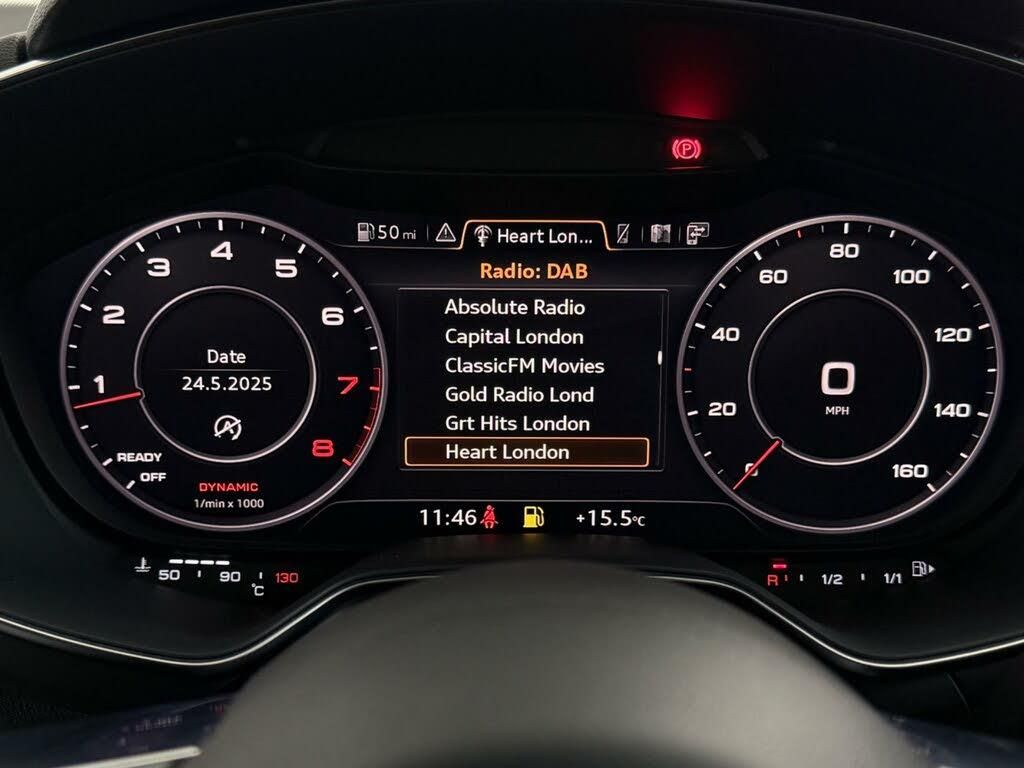 P
50 mi
Heart Lon...
Radio: DAB
Absolute Radio
Capital London
ClassicFM Movies
Gold Radio Lond
Grt Hits London
Heart London
1
2
3
4
5
6
7
8
Date
24.5.2025
A
READY
OFF
DYNAMIC
1/min x 1000
0
20
40
60
80
100
120
140
160
0
MPH
11:46
+15.5°C
50
90
130
°C
R
1/2
1/1